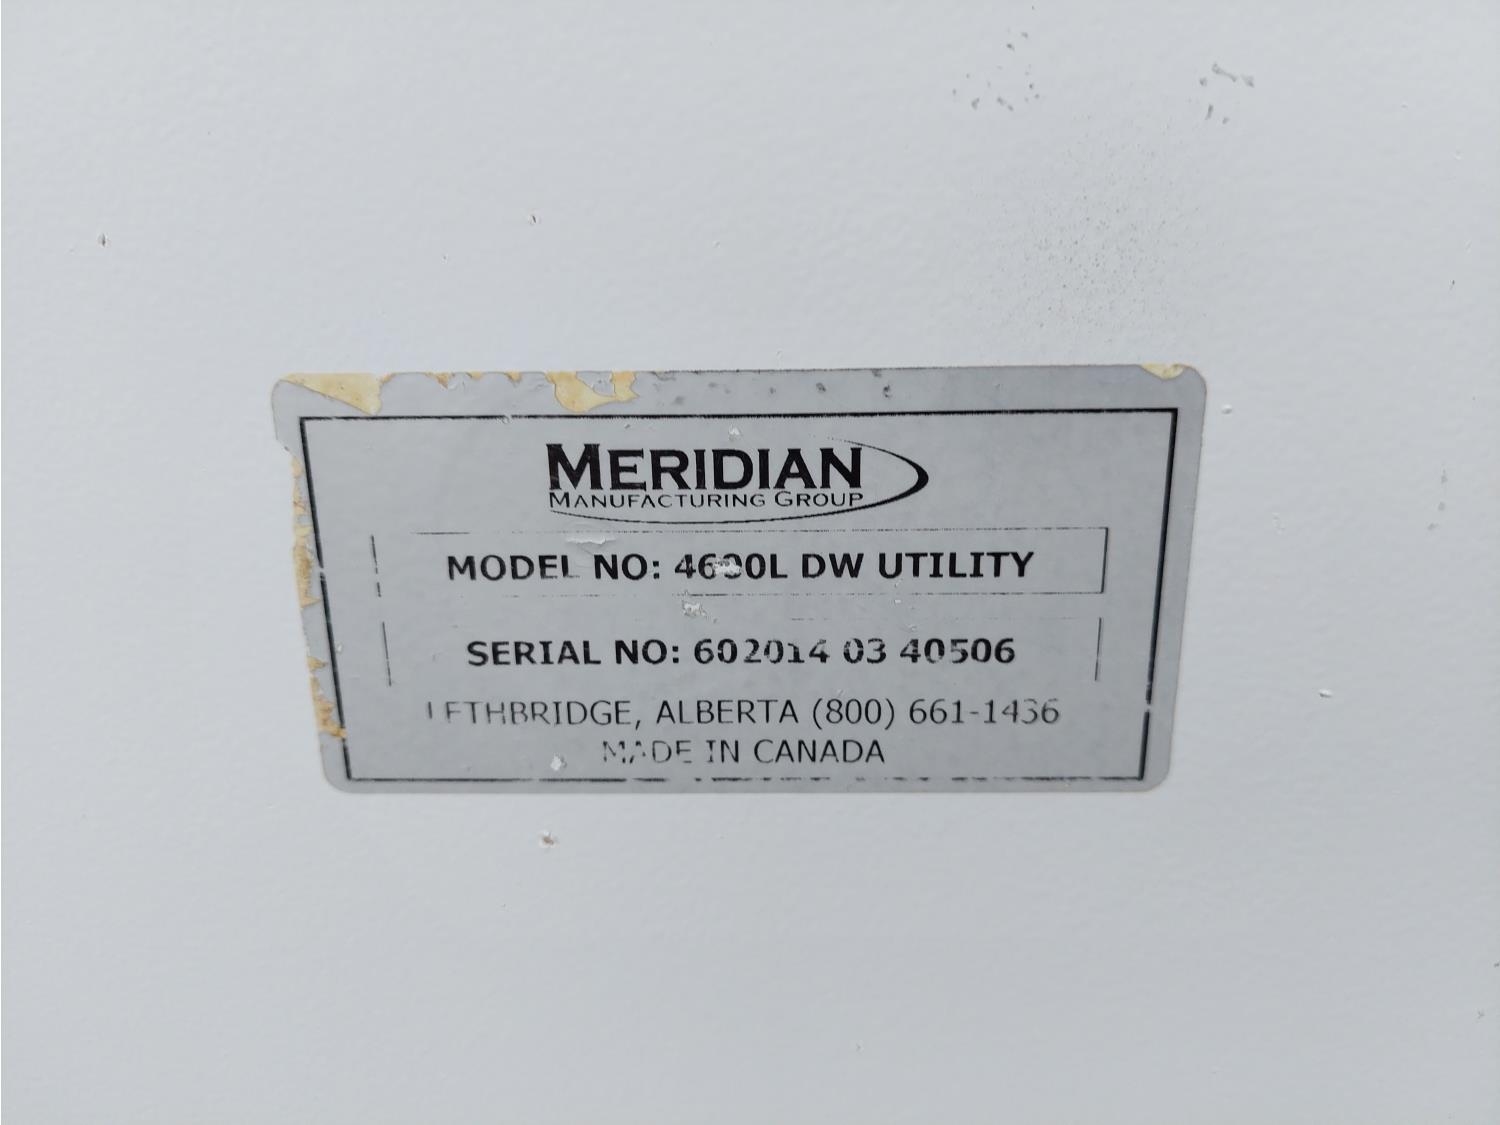 MERIDIAN
MANUFACTURING GROUP
MODEL NO: 4600L DW UTILITY
SERIAL NO: 602014 03 40506
LETHBRIDGE, ALBERTA (800) 661-1436
MADE IN CANADA